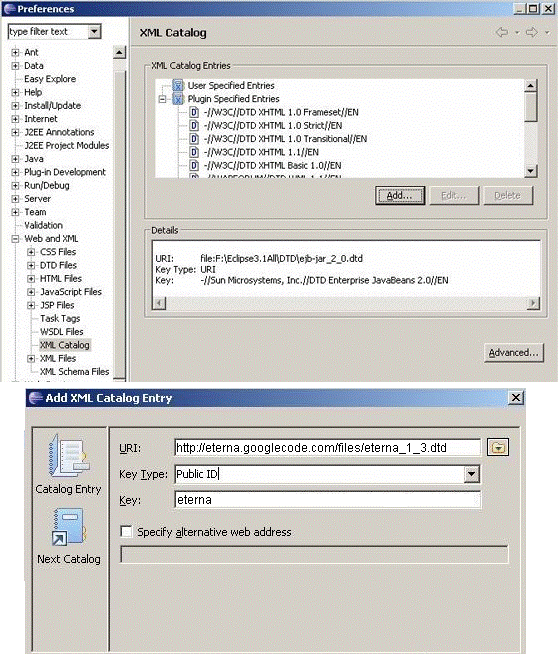 Preferences
type filter text
Ant
Data
Easy Explore
Help
Install/Update
Internet
J2EE Annotations
J2EE Project Modules
Java
Plug-in Development
Run/Debug
Server
Team
Validation
Web and XML
CSS Files
DTD Files
HTML Files
JavaScript Files
JSP Files
Task Tags
WSDL Files
XML Catalog
XML Files
XML Schema Files
XML Catalog
XML Catalog Entries
User Specified Entries
Plugin Specified Entries
-//W3C//DTD XHTML 1.0 Frameset//EN
-//W3C//DTD XHTML 1.0 Strict//EN
-//W3C//DTD XHTML 1.0 Transitional//EN
-//W3C//DTD XHTML 1.1//EN
-//W3C//DTD XHTML Basic 1.0//EN
Add...
Edit...
Delete
Details
URI: file:F:\Eclipse3.1All\DTD\ejb-jar_2_0.dtd
Key Type: URI
Key: -//Sun Microsystems, Inc.//DTD Enterprise JavaBeans 2.0//EN
Advanced...
Add XML Catalog Entry
Catalog Entry
Next Catalog
URI: http://eterna.googlecode.com/files/eterna_1_3.dtd
Key Type: Public ID
Key: eterna
Specify alternative web address